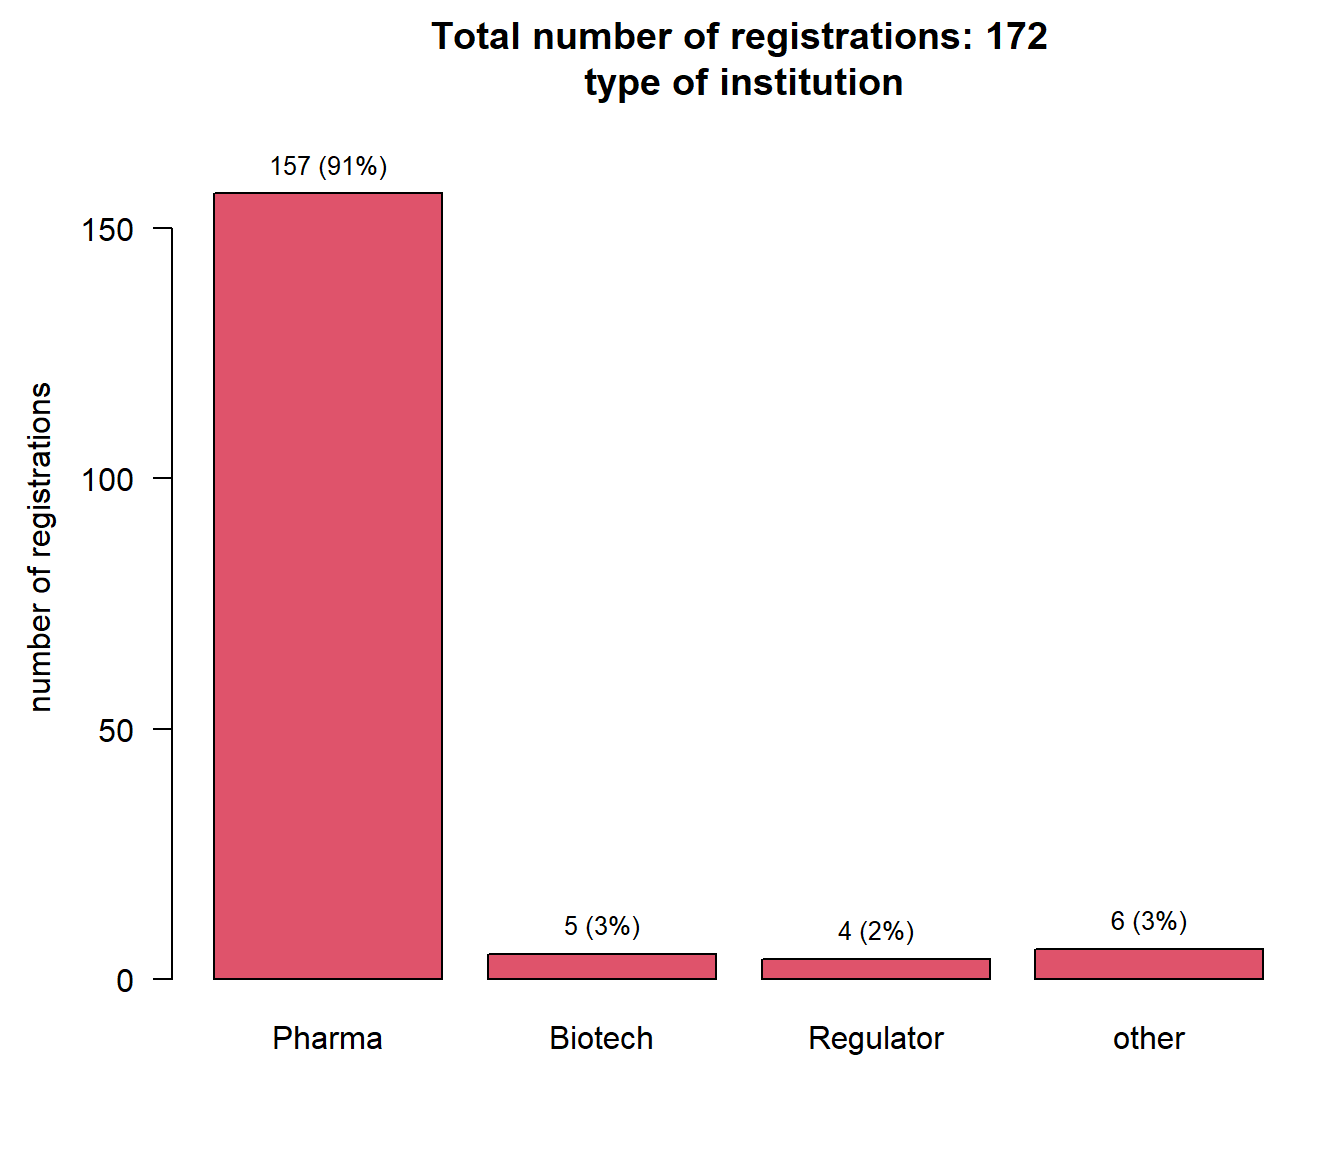 Total number of registrations: 172
type of institution
157 (91%)
150
100
50
0
number of registrations
5 (3%)
4 (2%)
6 (3%)
Pharma
Biotech
Regulator
other